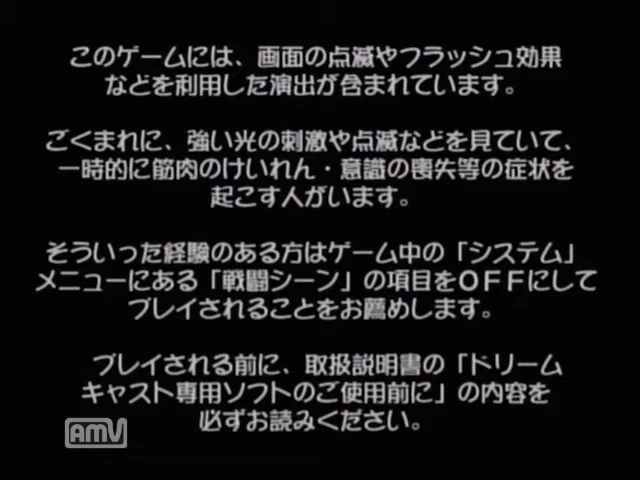 このゲームには、画面の点滅やフラッシュ効果
などを利用した演出が含まれています。
ごくまれに、強い光の刺激や点滅などを見ていて、
一時的に筋肉のけいれん・意識の喪失等の症状を
起こす人がいます。
そういった経験のある方はゲーム中の「システム」
メニューにある「戦闘シーン」の項目をOFFにして
プレイされることをお薦めします。
プレイされる前に、取扱説明書の「ドリーム
キャスト専用ソフトのご使用前に」の内容を
必ずお読みください。
AMV